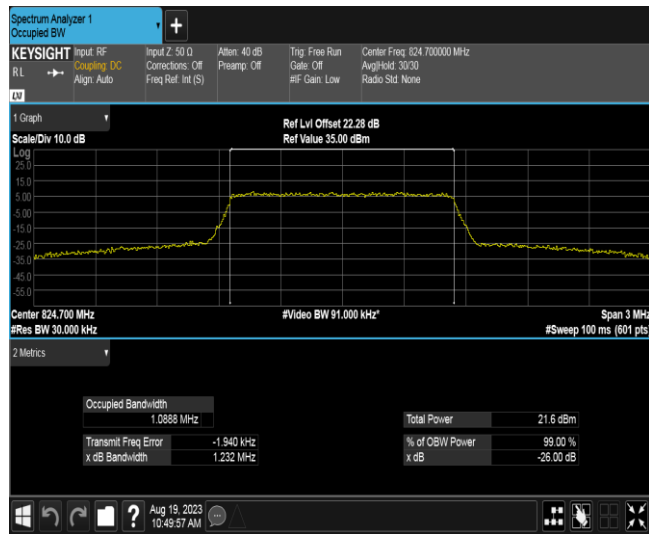 Spectrum Analyzer 1
Occupied BW
+
KEYSIGHT
RL
LXI
Input: RF
Coupling: DC
Align: Auto
Input Z: 50 Ω
Corrections: Off
Freq Ref: Int (S)
Atten: 40 dB
Preamp: Off
Trig: Free Run
Gate: Off
#IF Gain: Low
Center Freq: 824.700000 MHz
Avg|Hold: 30/30
Radio Std: None
1 Graph
Scale/Div 10.0 dB
Ref Lvl Offset 22.28 dB
Ref Value 35.00 dBm
Log
25.0
15.0
5.00
-5.00
-15.0
-25.0
-35.0
-45.0
-55.0
Center 824.700 MHz
#Video BW 91.000 kHz*
Span 3 MHz
#Res BW 30.000 kHz
#Sweep 100 ms (601 pts)
2 Metrics
Occupied Bandwidth
1.0888 MHz
Total Power 21.6 dBm
Transmit Freq Error -1.940 kHz
% of OBW Power 99.00 %
x dB Bandwidth 1.232 MHz
x dB -26.00 dB
?
Aug 19, 2023
10:49:57 AM